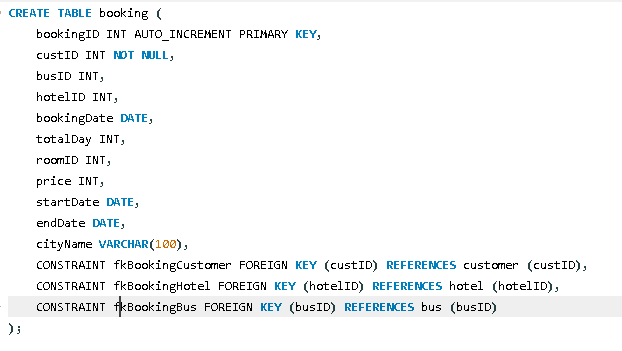 CREATE TABLE booking (
bookingID INT AUTO_INCREMENT PRIMARY KEY,
custID INT NOT NULL,
busID INT,
hotelID INT,
bookingDate DATE,
totalDay INT,
roomID INT,
price INT,
startDate DATE,
endDate DATE,
cityName VARCHAR(100),
CONSTRAINT fkBookingCustomer FOREIGN KEY (custID) REFERENCES customer (custID),
CONSTRAINT fkBookingHotel FOREIGN KEY (hotelID) REFERENCES hotel (hotelID),
CONSTRAINT fkBookingBus FOREIGN KEY (busID) REFERENCES bus (busID)
);